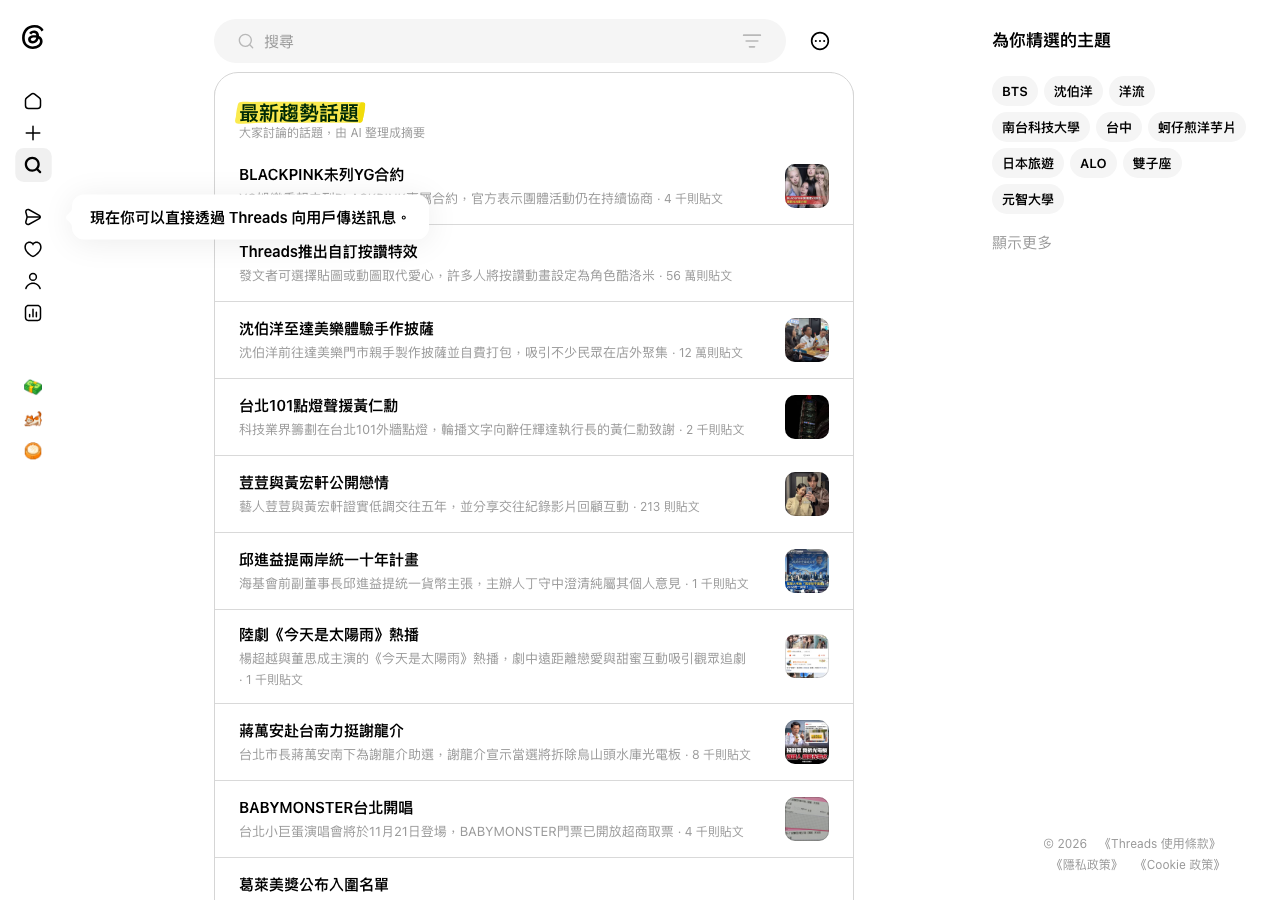 搜尋
最新趨勢話題
大家討論的話題，由 AI 整理成摘要
BLACKPINK未列YG合約
合約，官方表示團體活動仍在持續協商 · 4 千則貼文
現在你可以直接透過 Threads 向用戶傳送訊息。
Threads推出自訂按讚特效
發文者可選擇貼圖或動圖取代愛心，許多人將按讚動畫設定為角色酷洛米 · 56 萬則貼文
沈伯洋至達美樂體驗手作披薩
沈伯洋前往達美樂門市親手製作披薩並自費打包，吸引不少民眾在店外聚集 · 12 萬則貼文
台北101點燈聲援黃仁勳
科技業界籌劃在台北101外牆點燈，輪播文字向辭任輝達執行長的黃仁勳致謝 · 2 千則貼文
荳荳與黃宏軒公開戀情
藝人荳荳與黃宏軒證實低調交往五年，並分享交往紀錄影片回顧互動 · 213 則貼文
邱進益提兩岸統一十年計畫
海基會前副董事長邱進益提統一貨幣主張，主辦人丁守中澄清純屬其個人意見 · 1 千則貼文
陸劇《今天是太陽雨》熱播
楊超越與董思成主演的《今天是太陽雨》熱播，劇中遠距離戀愛與甜蜜互動吸引觀眾追劇
· 1 千則貼文
蔣萬安赴台南力挺謝龍介
台北市長蔣萬安南下為謝龍介助選，謝龍介宣示當選將拆除烏山頭水庫光電板 · 8 千則貼文
BABYMONSTER台北開唱
台北小巨蛋演唱會將於11月21日登場，BABYMONSTER門票已開放超商取票 · 4 千則貼文
葛萊美獎公布入圍名單
為你精選的主題
BTS
沈伯洋
洋流
南台科技大學
台中
蚵仔煎洋芋片
日本旅遊
ALO
雙子座
元智大學
顯示更多
© 2026 《Threads 使用條款》
《隱私政策》 《Cookie 政策》